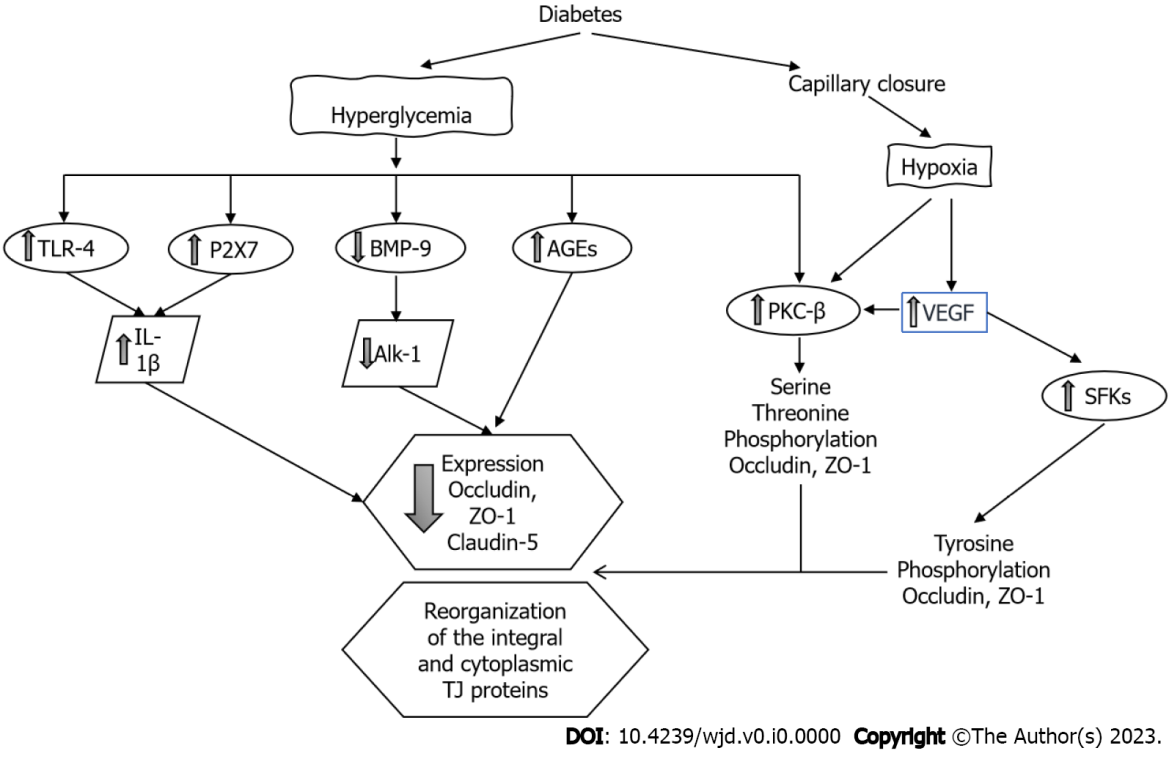 Diabetes
Capillary closure
Hyperglycemia
Hypoxia
TLR-4
P2X7
BMP-9
AGEs
PKC-β
VEGF
IL-
1β
Alk-1
SFKs
Serine
Threonine
Phosphorylation
Occludin, ZO-1
Expression
Occludin,
ZO-1
Claudin-5
Tyrosine
Phosphorylation
Occludin, ZO-1
Reorganization
of the integral
and cytoplasmic
TJ proteins
DOI: 10.4239/wjd.v0.i0.0000 Copyright ©The Author(s) 2023.